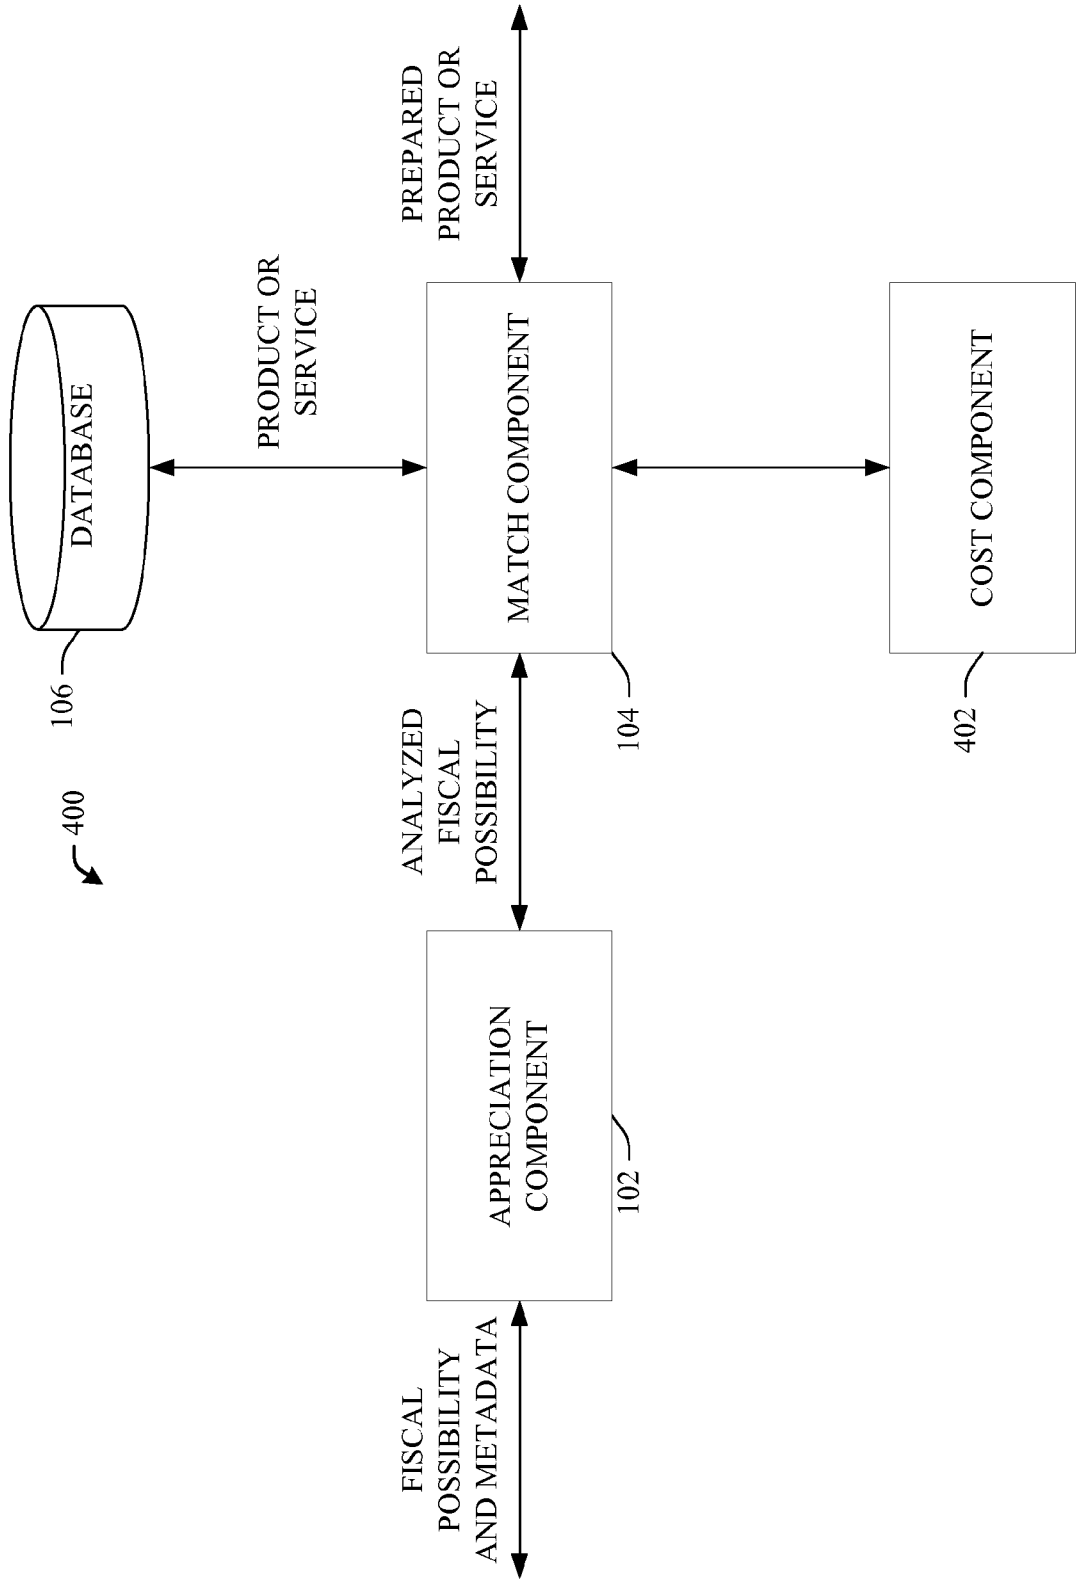 400
106
DATABASE
PRODUCT OR
SERVICE
FISCAL
POSSIBILITY
AND METADATA
APPRECIATION
COMPONENT
102
ANALYZED
FISCAL
POSSIBILITY
MATCH COMPONENT
104
PREPARED
PRODUCT OR
SERVICE
COST COMPONENT
402